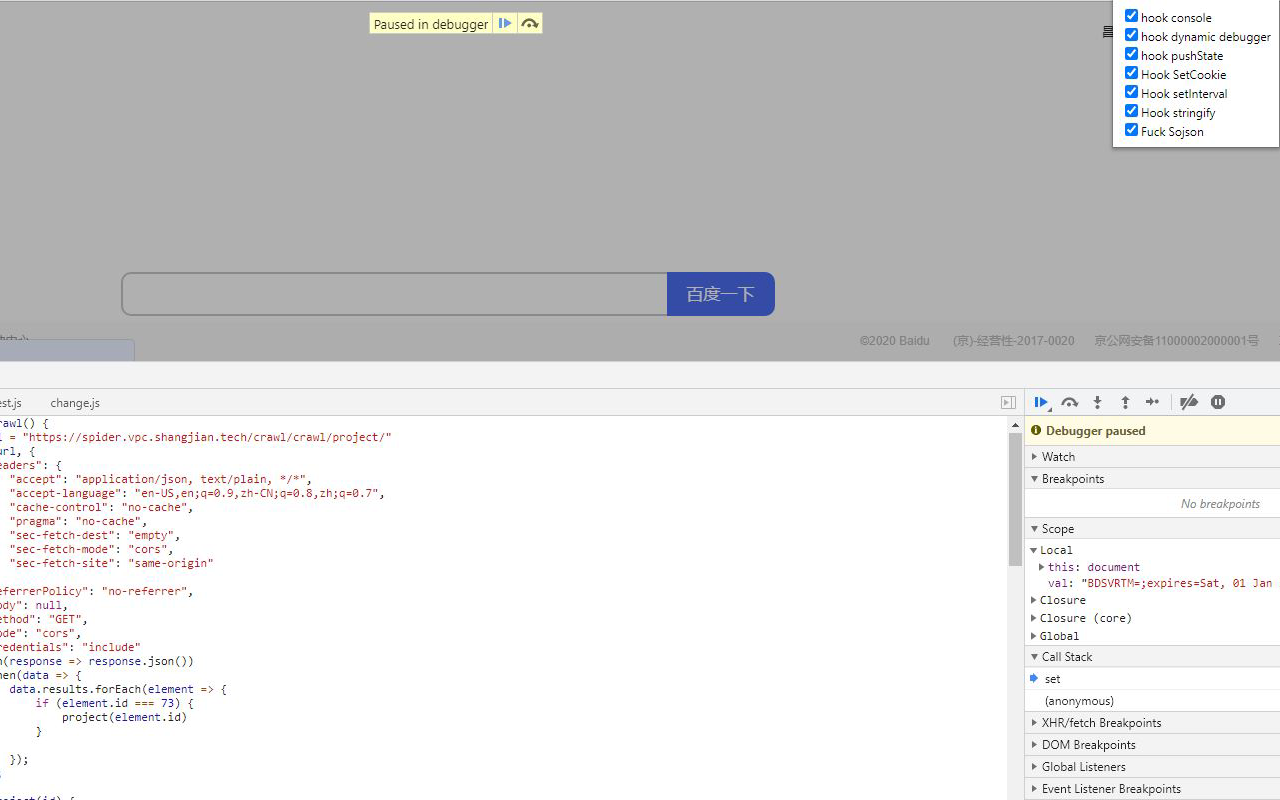 Paused in debugger
hook console
hook dynamic debugger
hook pushState
Hook SetCookie
Hook setInterval
Hook stringify
Fuck Sojson
百度一下
©2020 Baidu (京)-经营性-2017-0020 京公网安备11000002000001号
est.js change.js
rawl() {
l = "https://spider.vpc.shangjian.tech/crawl/crawl/project/"
url, {
eaders": {
"accept": "application/json, text/plain, */*",
"accept-language": "en-US,en;q=0.9,zh-CN;q=0.8,zh;q=0.7",
"cache-control": "no-cache",
"pragma": "no-cache",
"sec-fetch-dest": "empty",
"sec-fetch-mode": "cors",
"sec-fetch-site": "same-origin"
eferrerPolicy": "no-referrer",
ody": null,
ethod": "GET",
ode": "cors",
redentials": "include"
n(response => response.json())
hen(data => {
data.results.forEach(element => {
if (element.id === 73) {
project(element.id)
}
});
roject(id) {
Debugger paused
Watch
Breakpoints
No breakpoints
Scope
Local
this: document
val: "BDSVRTM=;expires=Sat, 01 Jan
Closure
Closure (core)
Global
Call Stack
set
(anonymous)
XHR/fetch Breakpoints
DOM Breakpoints
Global Listeners
Event Listener Breakpoints